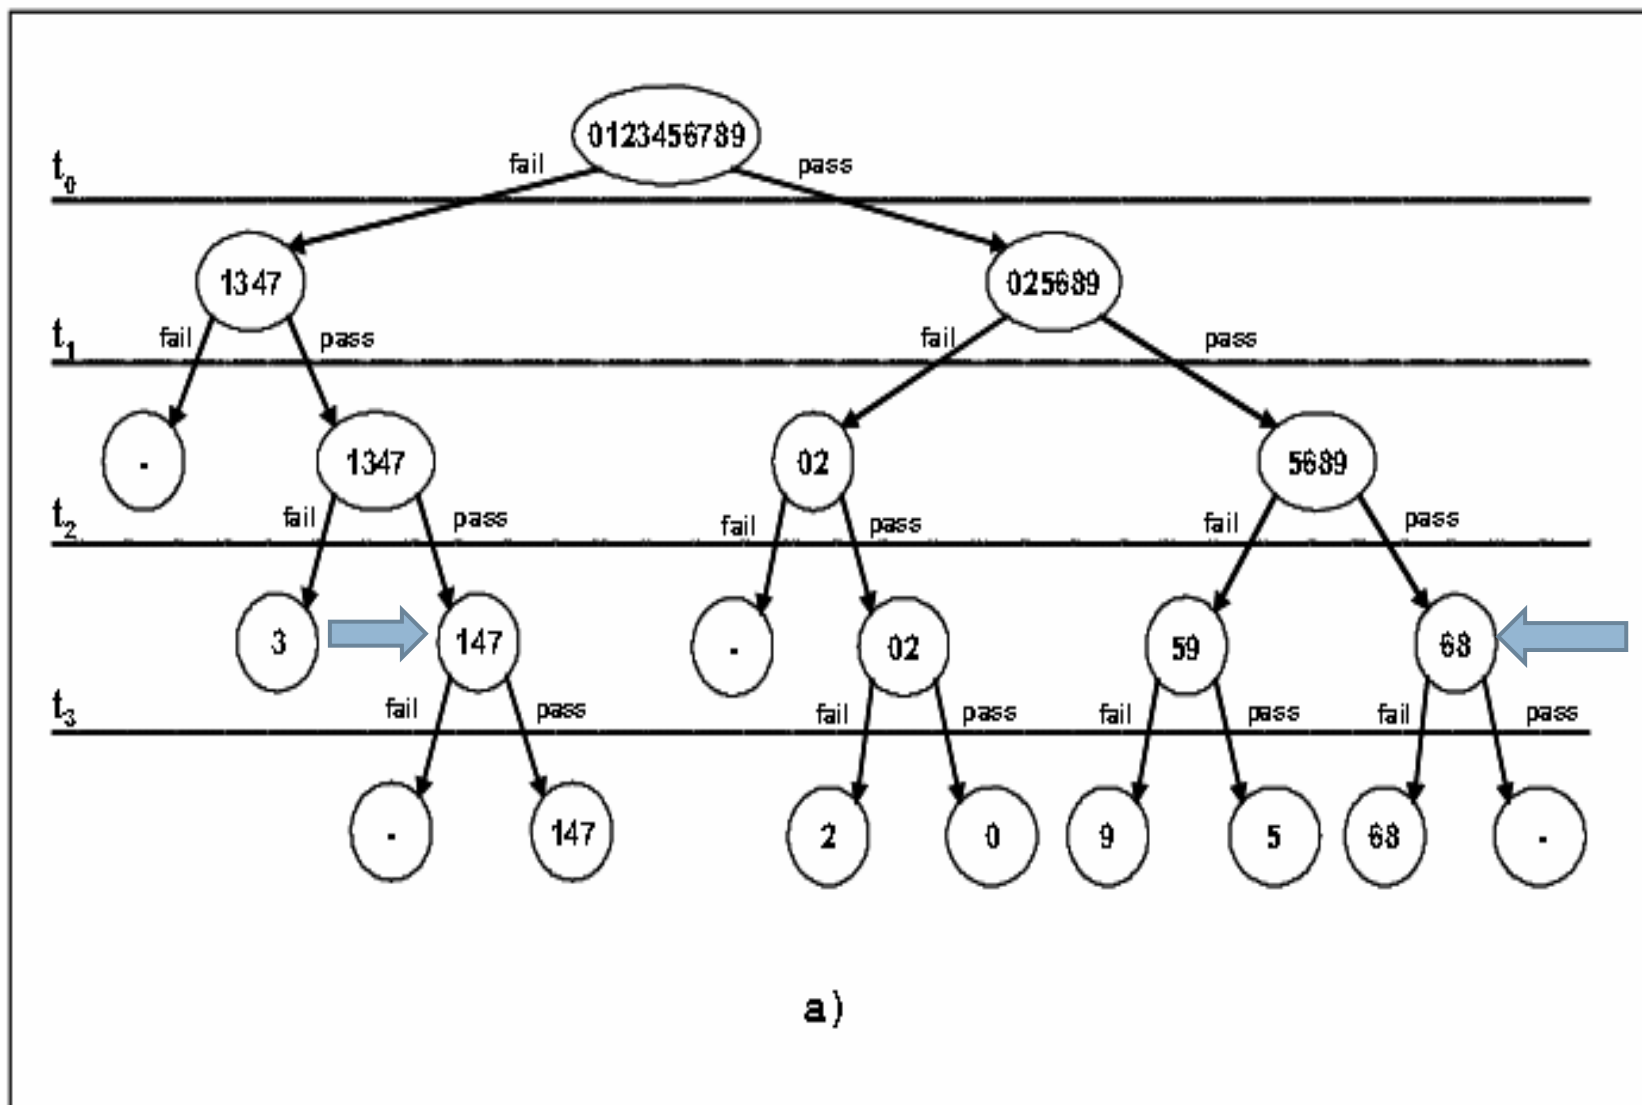 0123456789
fail pass
t0
1347 025689
fail pass fail pass
t1
- 1347 02 5689
fail pass fail pass fail pass
t2
3 147 - 02 59 68
fail pass fail pass fail pass fail pass
t3
- 147 2 0 9 5 68 -
a)